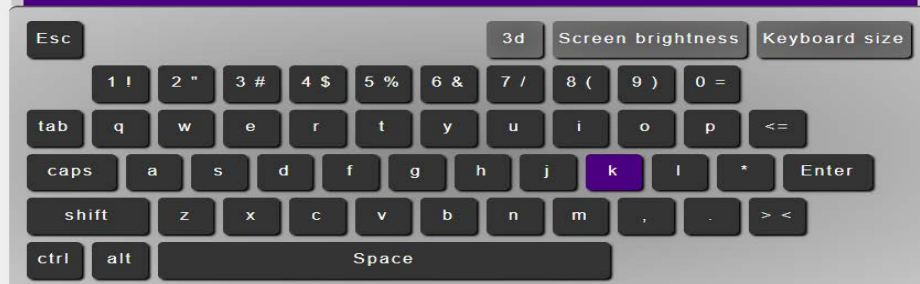 Esc 3d Screen brightness Keyboard size
1 ! 2 " 3 # 4 $ 5 % 6 & 7 / 8 ( 9 ) 0 =
tab q w e r t y u i o p <=
caps a s d f g h j k l * Enter
shift z x c v b n m , . > <
ctrl alt Space